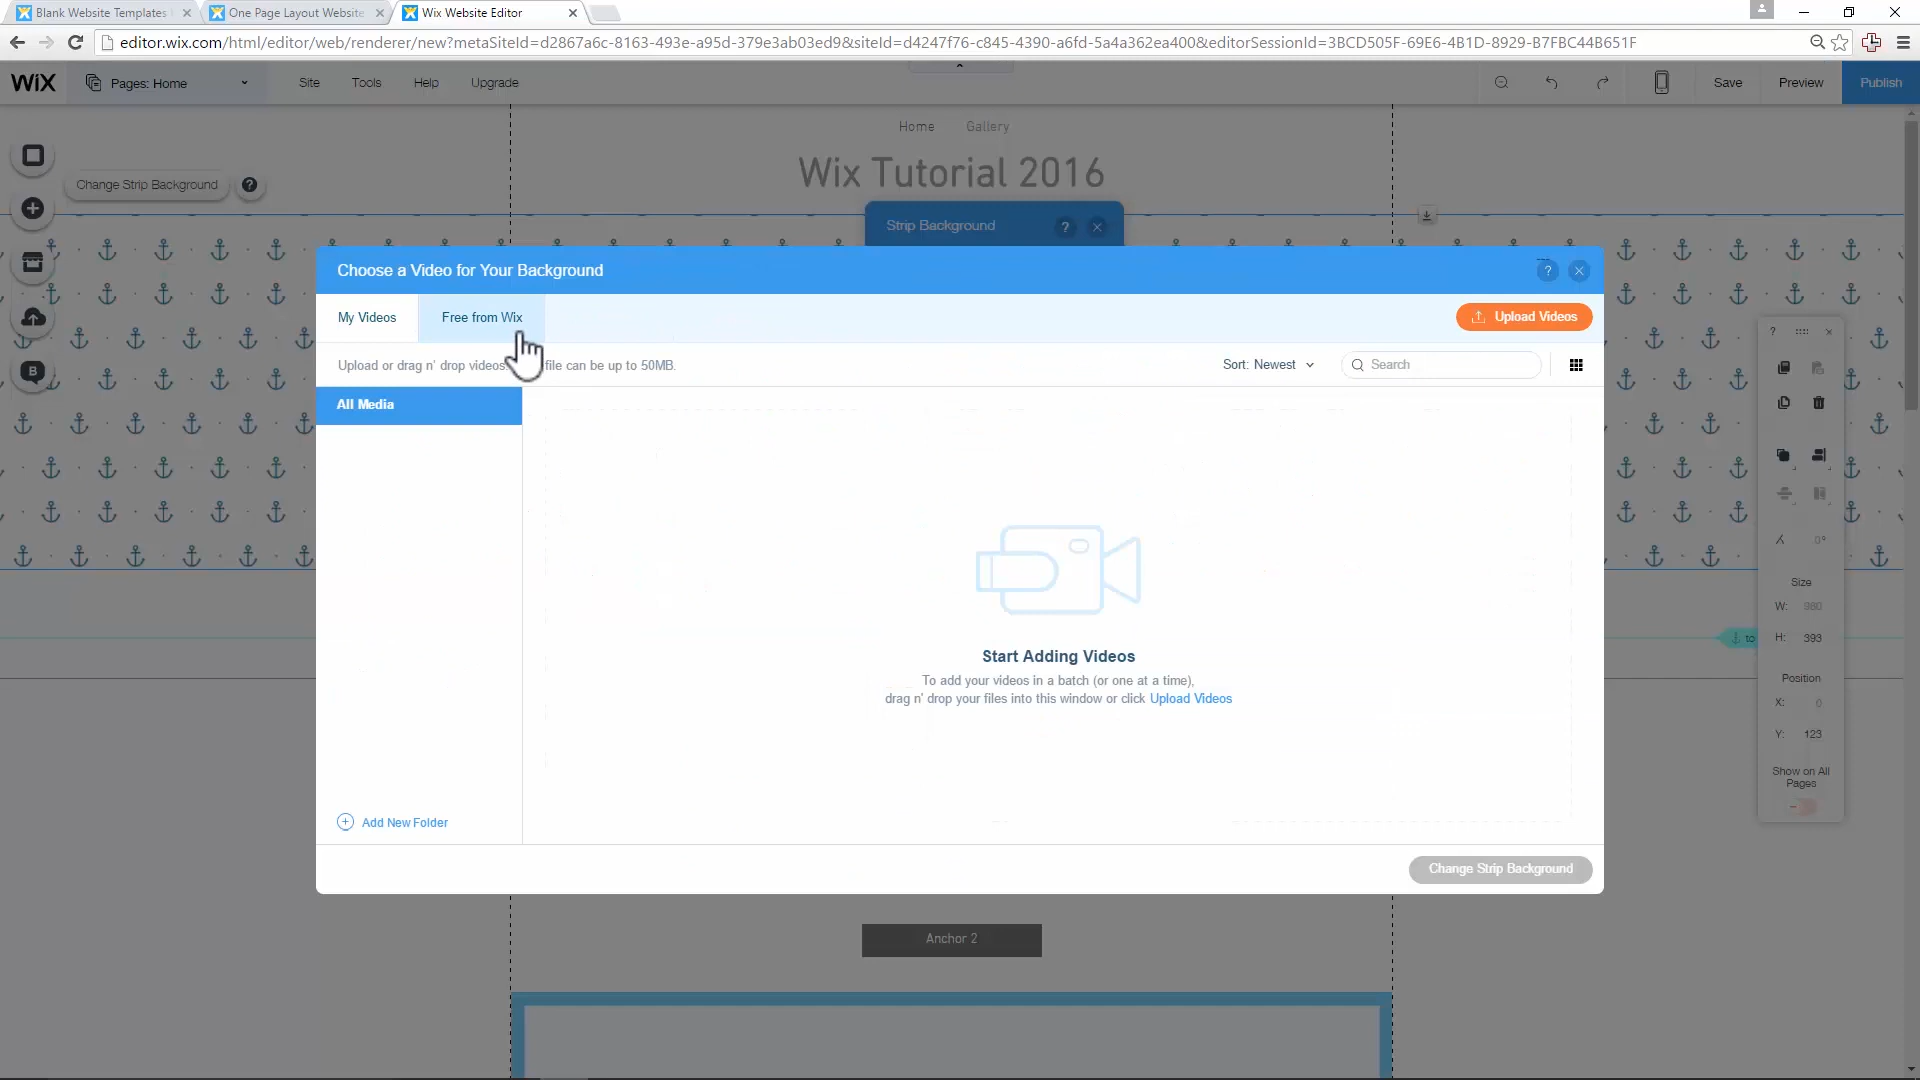 Blank Website Templates
One Page Layout Website
Wix Website Editor
editor.wix.com/html/editor/web/renderer/new?metaSiteId=d2867a6c-8163-493e-a95d-379e3ab03ed9&siteId=d4247f76-c845-4390-a6fd-5a4a362ea400&editorSessionId=3BCD505F-69E6-4B1D-8929-B7FBC44B651F
WiX
Pages: Home
Site
Tools
Help
Upgrade
Save
Preview
Publish
Home
Gallery
Wix Tutorial 2016
Change Strip Background
?
Strip Background
?
Choose a Video for Your Background
?
My Videos
Free from Wix
Upload Videos
Upload or drag n' drop videos.
file can be up to 50MB.
Sort: Newest
Search
All Media
B
Start Adding Videos
To add your videos in a batch (or one at a time),
drag n' drop your files into this window or click Upload Videos
Add New Folder
Change Strip Background
?
0°
Size
W: 980
H: 393
to
Position
X: 0
Y: 123
Show on All
Pages
Anchor 2